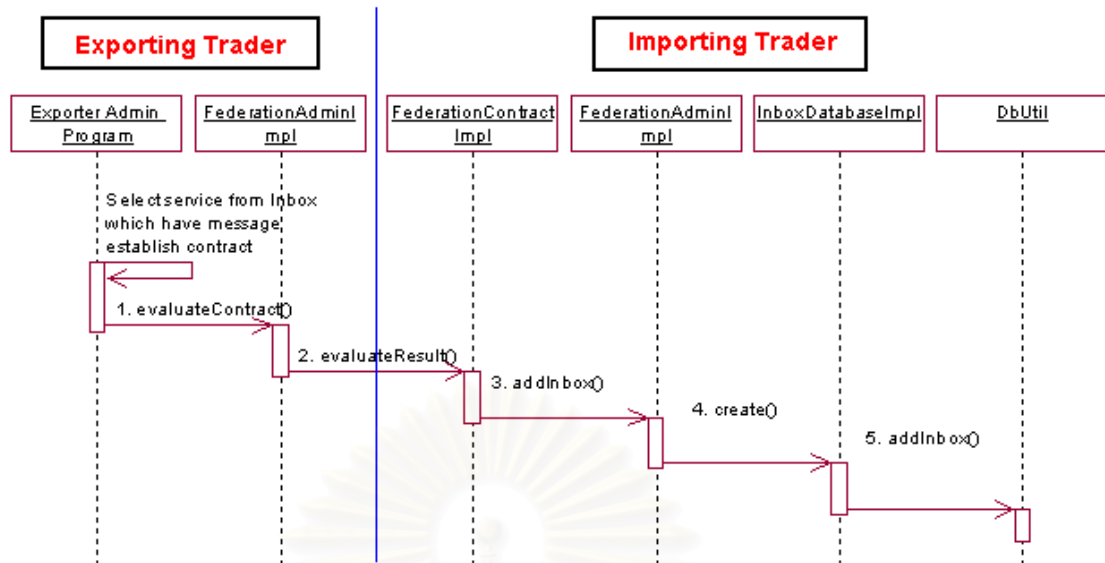 Exporting Trader
Importing Trader
Exporter Admin
Program
FederationAdminI
mpl
FederationContract
Impl
FederationAdminI
mpl
InboxDatabaseImpl
DbUtil
Select service from Inbox
which have message
establish contract
1. evaluateContract()
2. evaluateResult()
3. addInbox()
4. create()
5. addInbox()